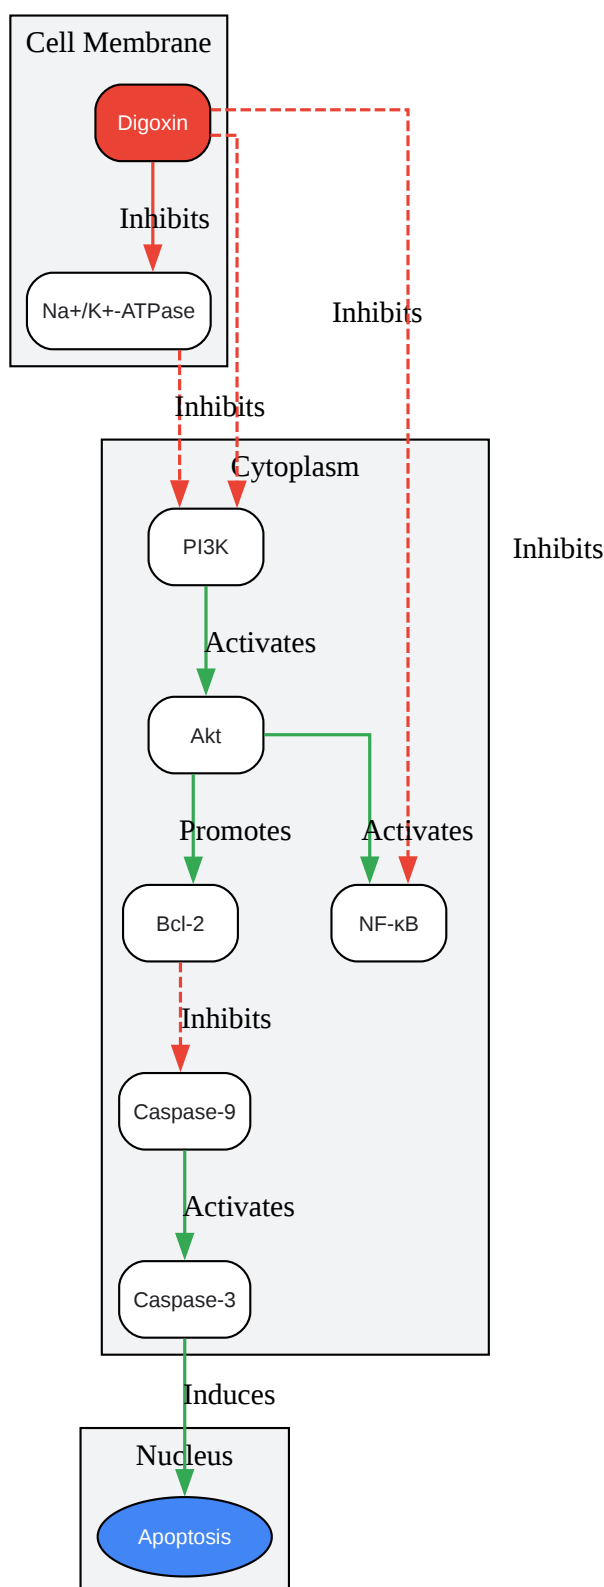 Cell Membrane
Digoxin
Inhibits
Na+/K+-ATPase
Inhibits
Inhibits
Cytoplasm
PI3K
Inhibits
Activates
Akt
Promotes
Activates
Bcl-2
NF-κB
Inhibits
Caspase-9
Activates
Caspase-3
Induces
Nucleus
Apoptosis